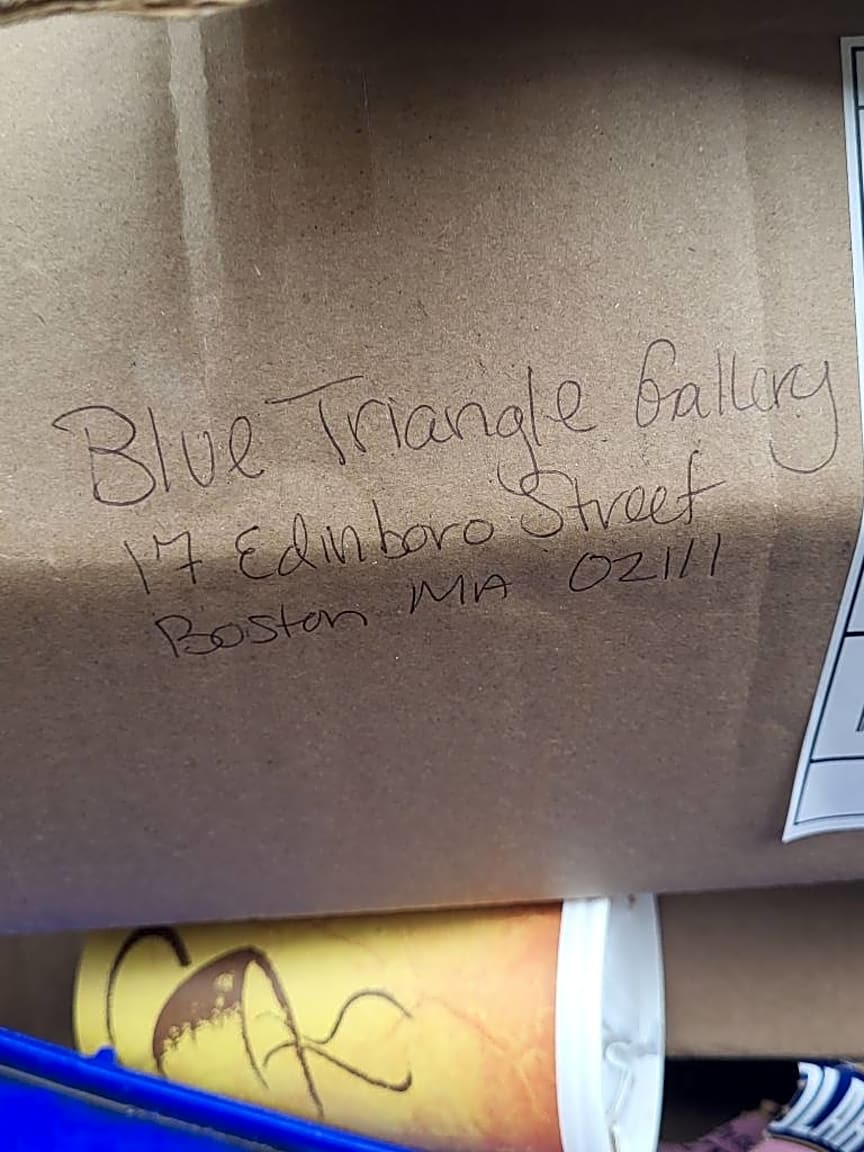 Blue Triangle Gallery
17 Edinboro Street
Boston MA 02111